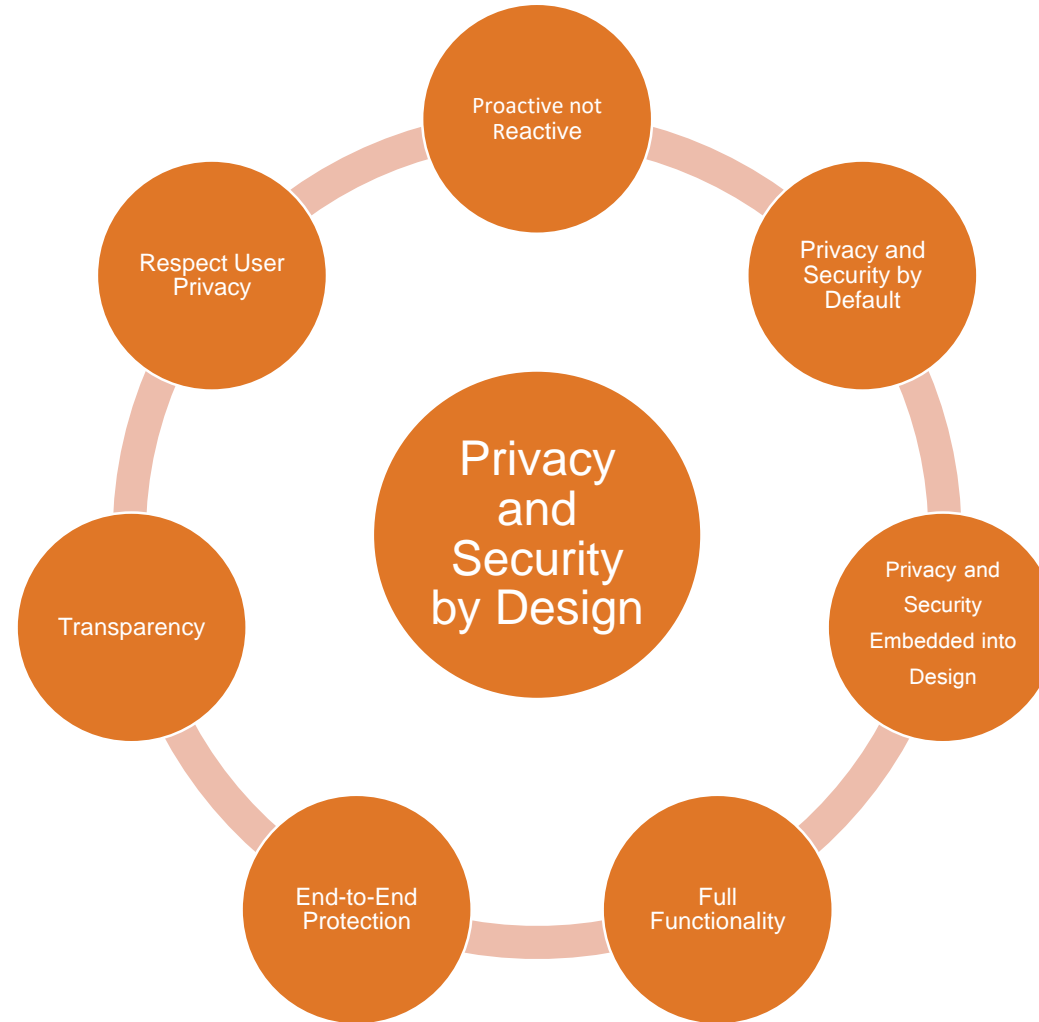 Proactive not
Reactive
Privacy and
Security by
Default
Privacy and
Security
Embedded into
Design
Full
Functionality
End-to-End
Protection
Transparency
Respect User
Privacy
Privacy
and
Security
by Design